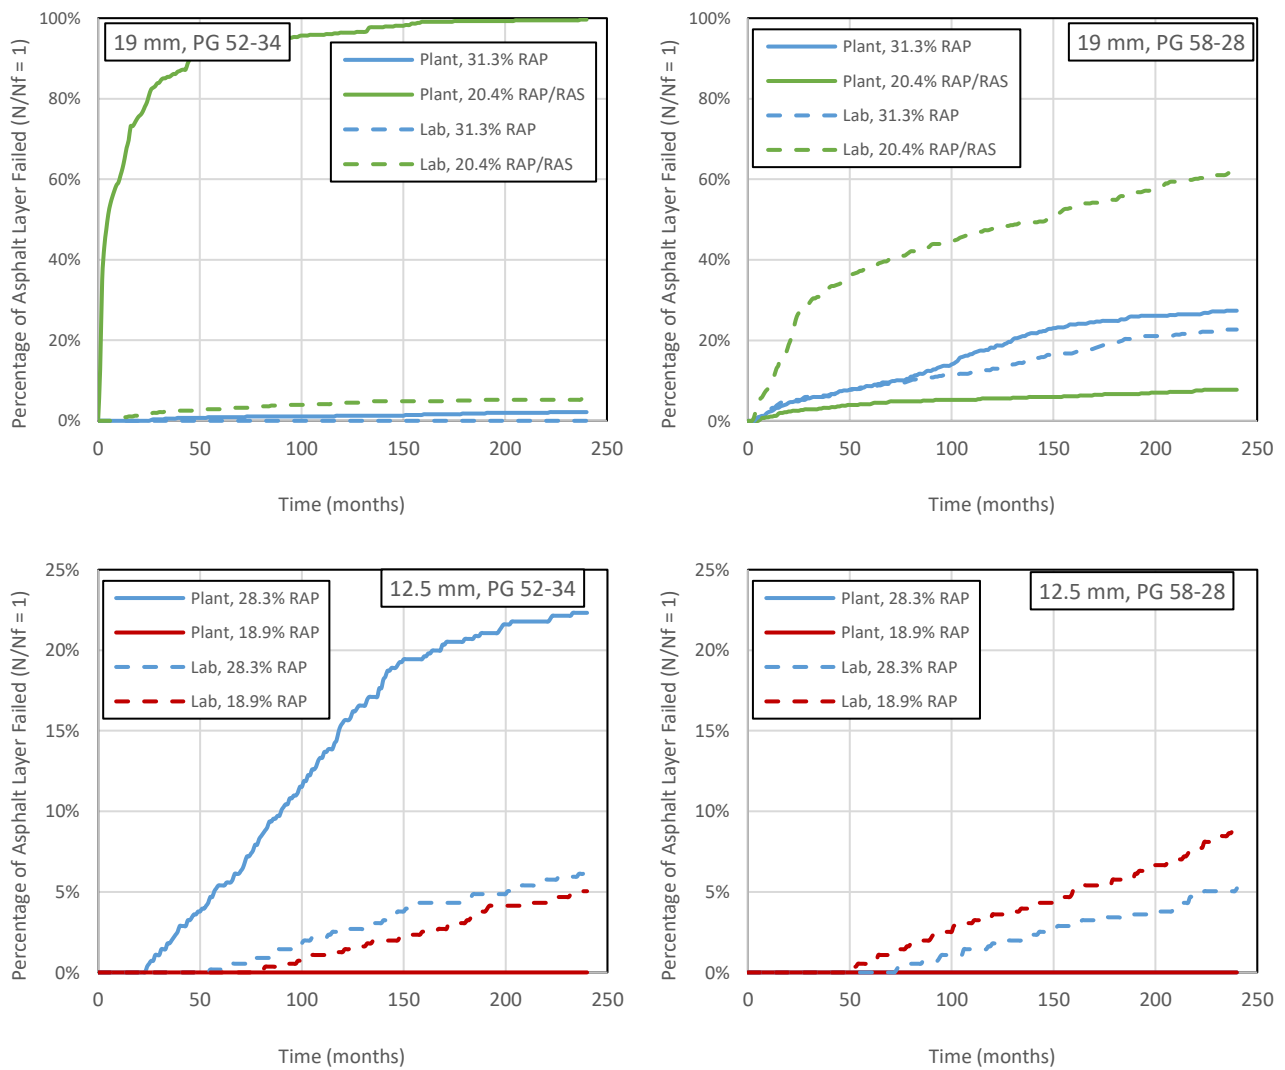 Percentage of Asphalt Layer Failed (N/Nf = 1)
100%
80%
60%
40%
20%
0%
19 mm, PG 52-34
Plant, 31.3% RAP
Plant, 20.4% RAP/RAS
Lab, 31.3% RAP
Lab, 20.4% RAP/RAS
0
50
100
150
200
250
Time (months)
Percentage of Asphalt Layer Failed (N/Nf = 1)
100%
80%
60%
40%
20%
0%
19 mm, PG 58-28
Plant, 31.3% RAP
Plant, 20.4% RAP/RAS
Lab, 31.3% RAP
Lab, 20.4% RAP/RAS
0
50
100
150
200
250
Time (months)
Percentage of Asphalt Layer Failed (N/Nf = 1)
25%
20%
15%
10%
5%
0%
12.5 mm, PG 52-34
Plant, 28.3% RAP
Plant, 18.9% RAP
Lab, 28.3% RAP
Lab, 18.9% RAP
0
50
100
150
200
250
Time (months)
Percentage of Asphalt Layer Failed (N/Nf = 1)
25%
20%
15%
10%
5%
0%
12.5 mm, PG 58-28
Plant, 28.3% RAP
Plant, 18.9% RAP
Lab, 28.3% RAP
Lab, 18.9% RAP
0
50
100
150
200
250
Time (months)